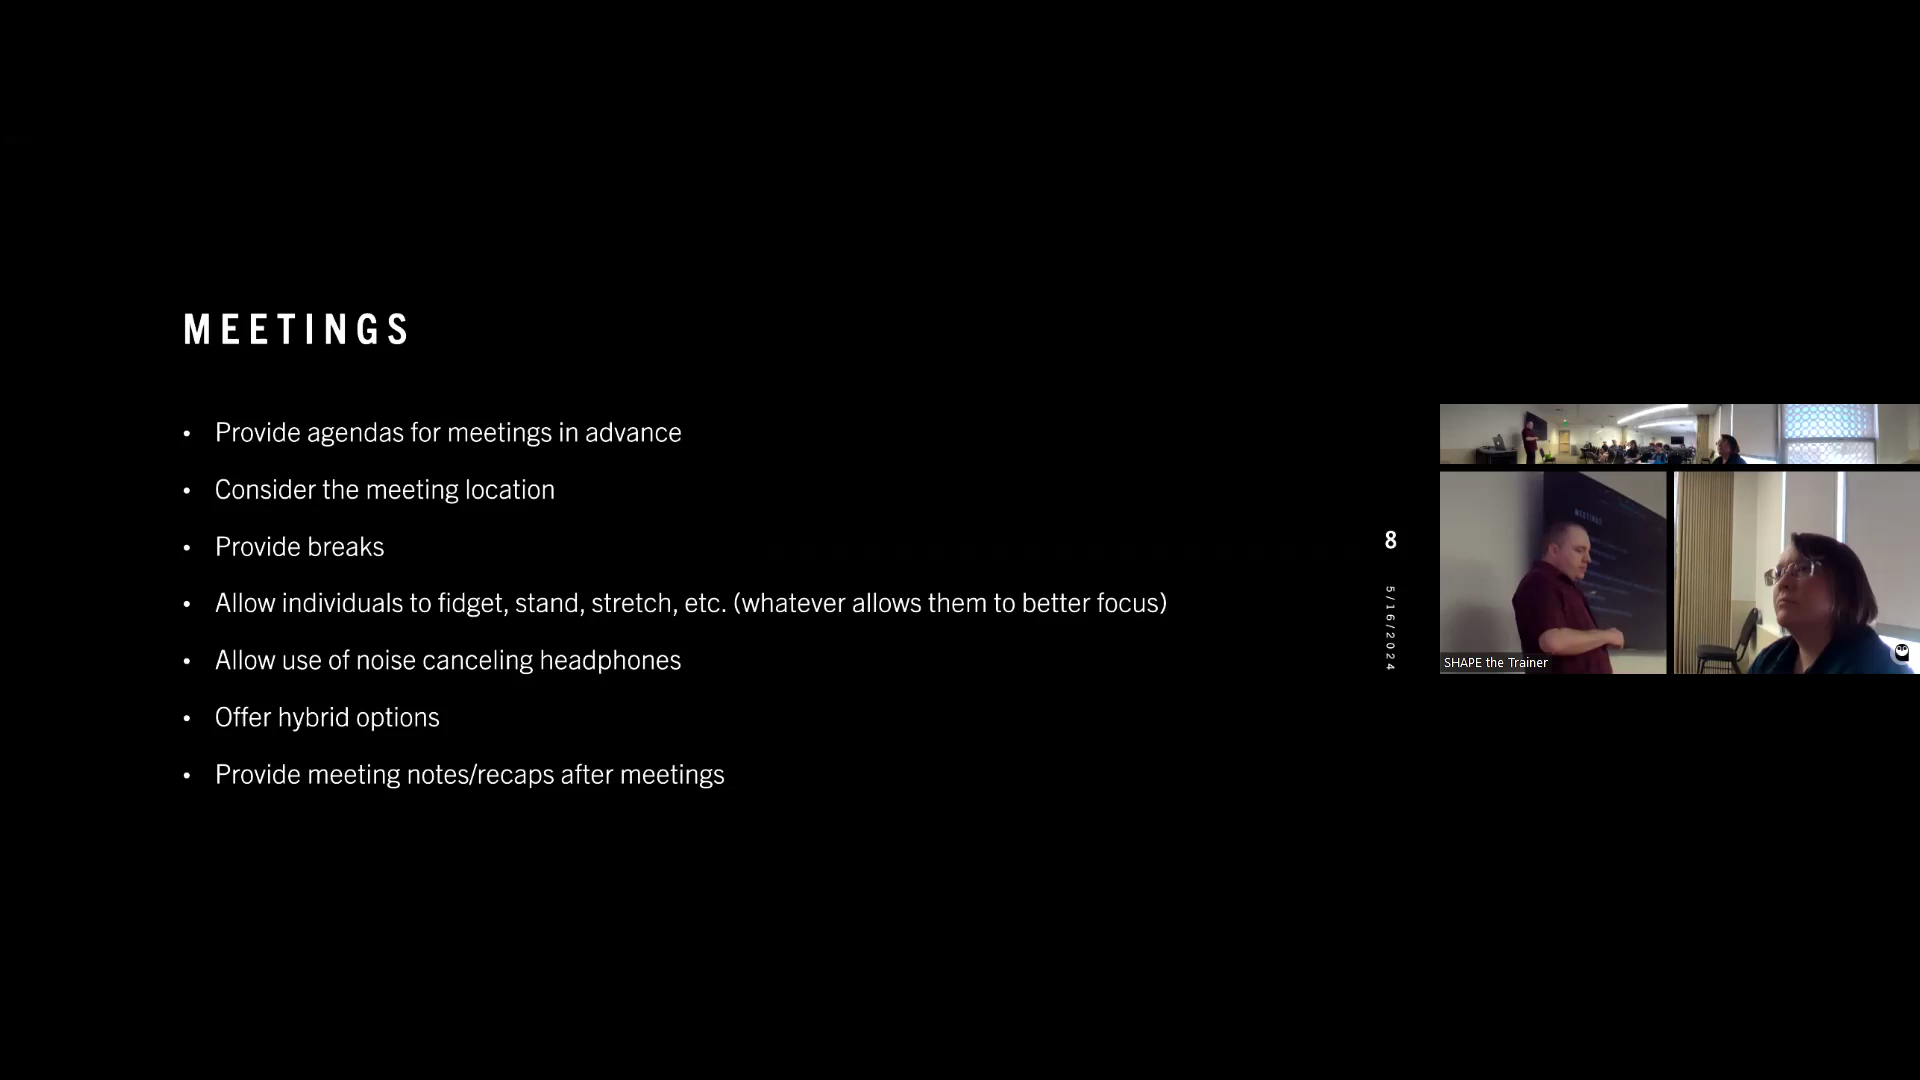 MEETINGS
• Provide agendas for meetings in advance
• Consider the meeting location
• Provide breaks
• Allow individuals to fidget, stand, stretch, etc. (whatever allows them to better focus)
• Allow use of noise canceling headphones
• Offer hybrid options
• Provide meeting notes/recaps after meetings
8
5/16/2024
MEETINGS
SHAPE the Trainer